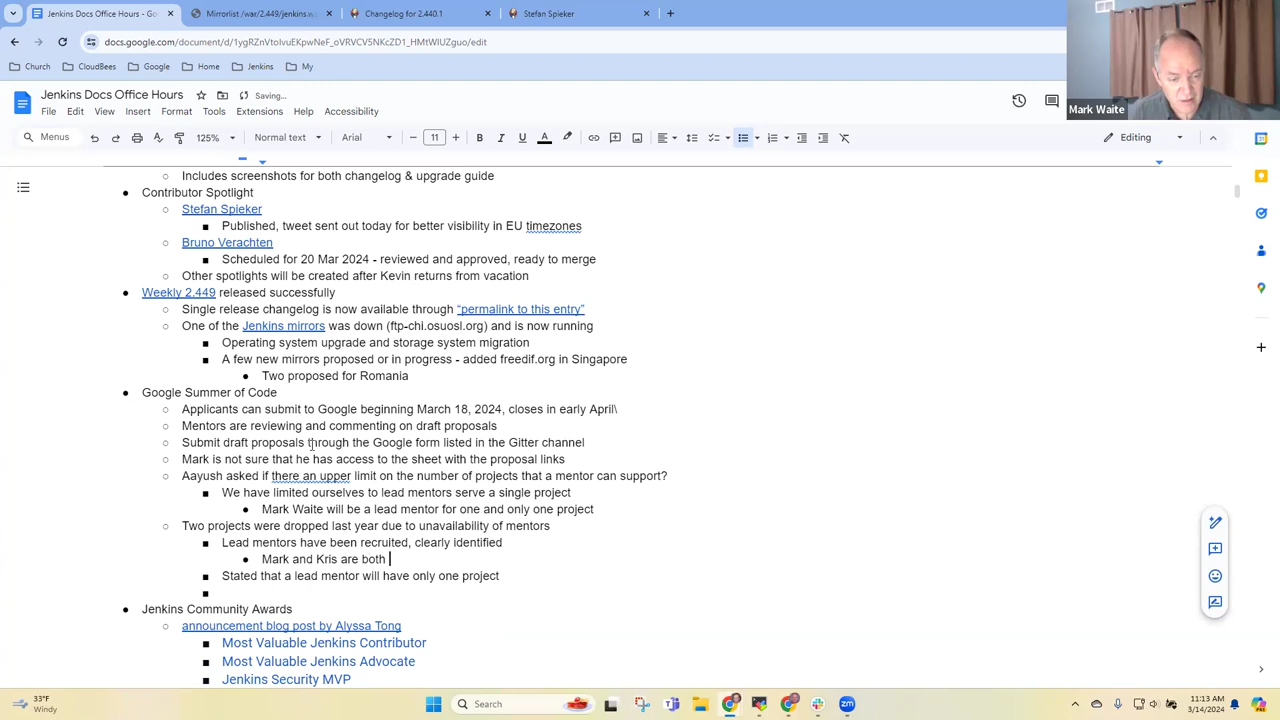 Jenkins Docs Office Hours - Go
Mirrorlist /war/2.449/jenkins.w
Changelog for 2.440.1
Stefan Spieker
docs.google.com/document/d/1ygRZnVtoIvuEKpwNeF_oVRVCV5NKcZD1_HMtWIUZguo/edit
Church
CloudBees
Google
Home
Jenkins
My
Mark Waite
Jenkins Docs Office Hours
Saving...
File Edit View Insert Format Tools Extensions Help Accessibility
Menus
125%
Normal text
Arial
11
B I U A
Editing
Includes screenshots for both changelog & upgrade guide
Contributor Spotlight
Stefan Spieker
Published, tweet sent out today for better visibility in EU timezones
Bruno Verachten
Scheduled for 20 Mar 2024 - reviewed and approved, ready to merge
Other spotlights will be created after Kevin returns from vacation
Weekly 2.449 released successfully
Single release changelog is now available through “permalink to this entry”
One of the Jenkins mirrors was down (ftp-chi.osuosl.org) and is now running
Operating system upgrade and storage system migration
A few new mirrors proposed or in progress - added freedif.org in Singapore
Two proposed for Romania
Google Summer of Code
Applicants can submit to Google beginning March 18, 2024, closes in early April\
Mentors are reviewing and commenting on draft proposals
Submit draft proposals through the Google form listed in the Gitter channel
Mark is not sure that he has access to the sheet with the proposal links
Aayush asked if there an upper limit on the number of projects that a mentor can support?
We have limited ourselves to lead mentors serve a single project
Mark Waite will be a lead mentor for one and only one project
Two projects were dropped last year due to unavailability of mentors
Lead mentors have been recruited, clearly identified
Mark and Kris are both
Stated that a lead mentor will have only one project
Jenkins Community Awards
announcement blog post by Alyssa Tong
Most Valuable Jenkins Contributor
Most Valuable Jenkins Advocate
Jenkins Security MVP
33°F
Windy
Search
11:13 AM
3/14/2024